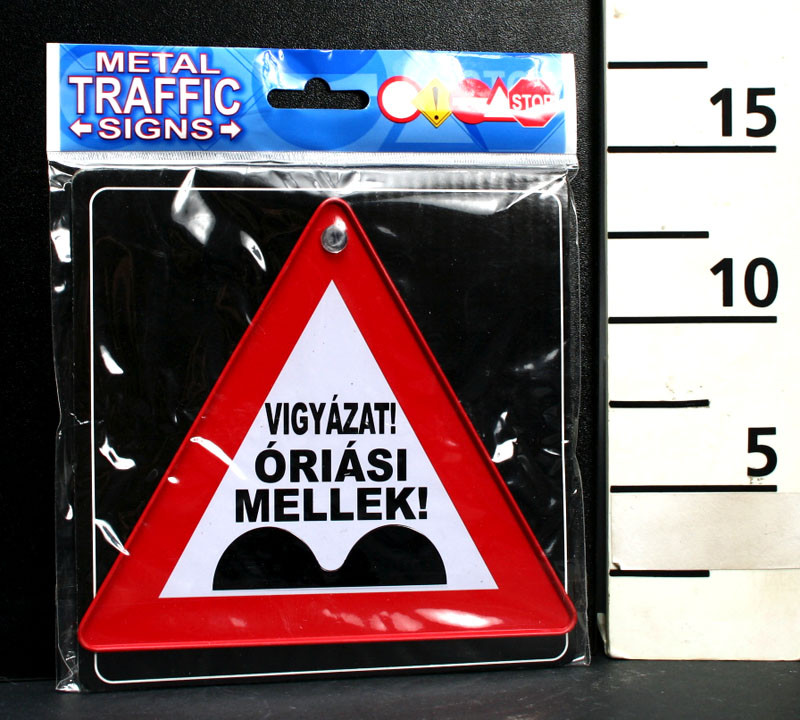 METAL
TRAFFIC
SIGNS
STOP
VIGYÁZAT!
ÓRIÁSI
MELLEK!
15
10
5